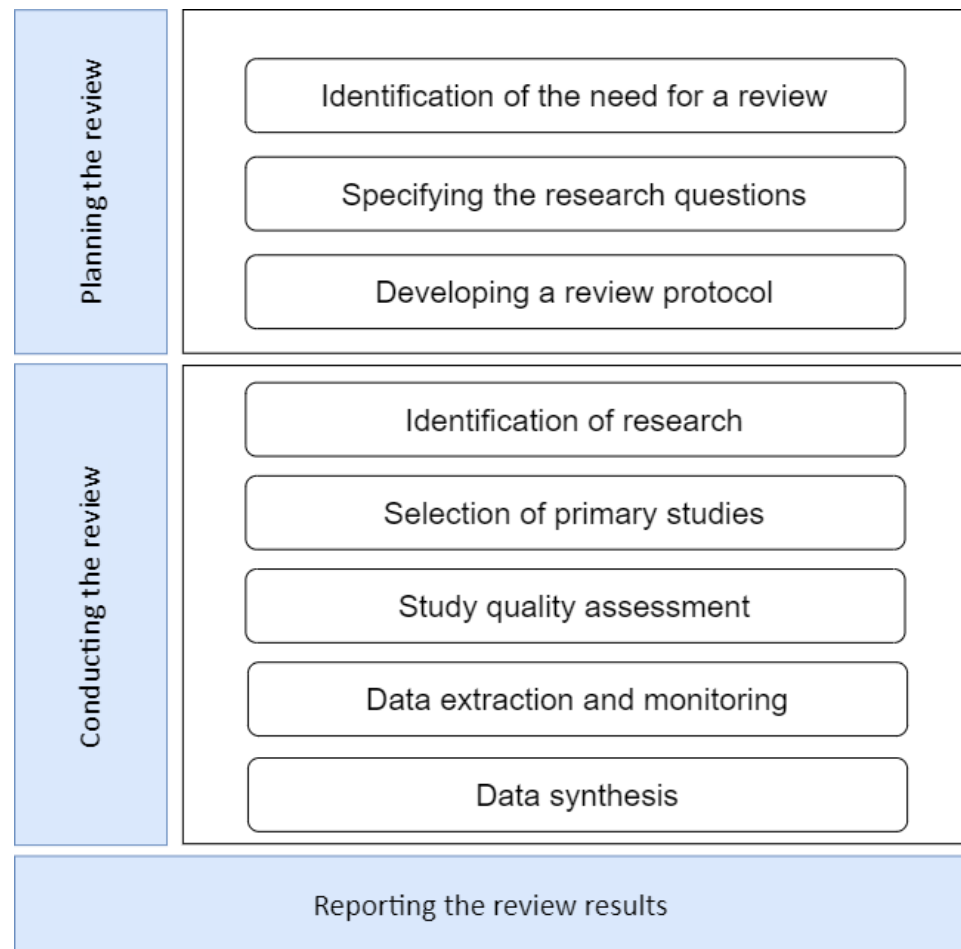 Planning the review
Identification of the need for a review
Specifying the research questions
Developing a review protocol
Conducting the review
Identification of research
Selection of primary studies
Study quality assessment
Data extraction and monitoring
Data synthesis
Reporting the review results